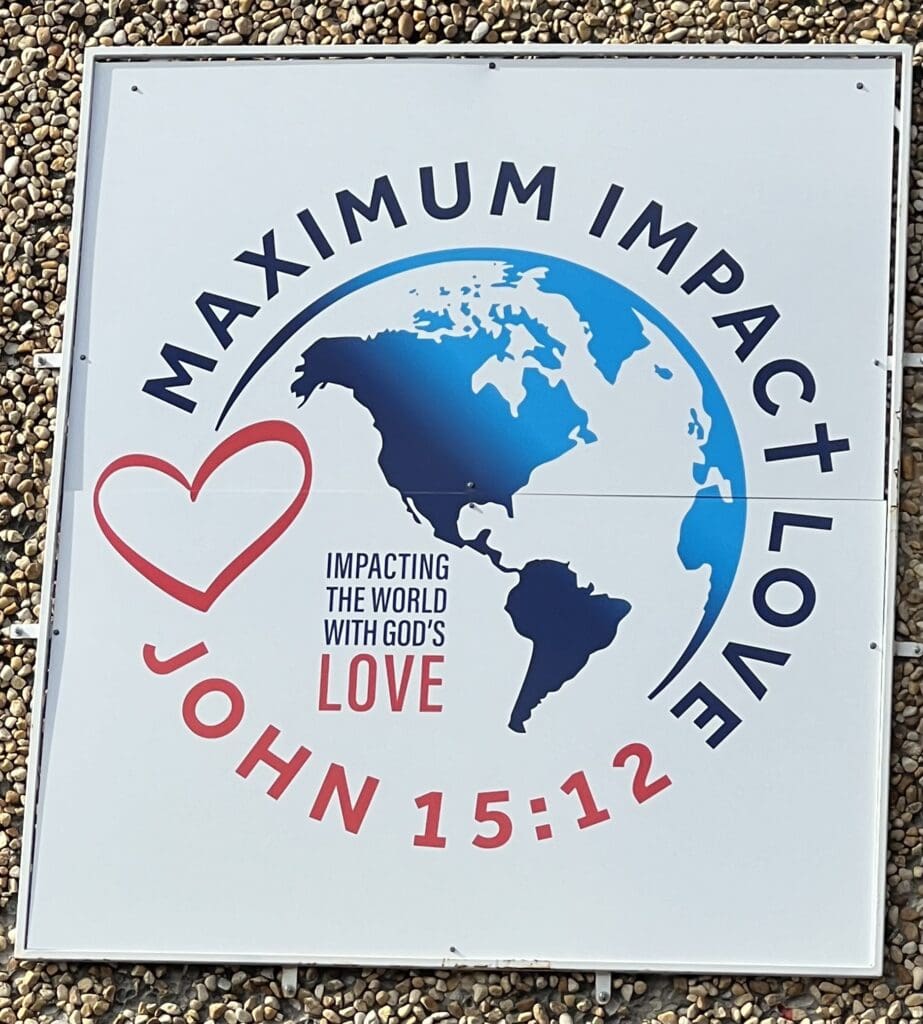 MAXIMUM IMPACT LOVE
IMPACTING
THE WORLD
WITH GOD'S
LOVE
JOHN 15:12